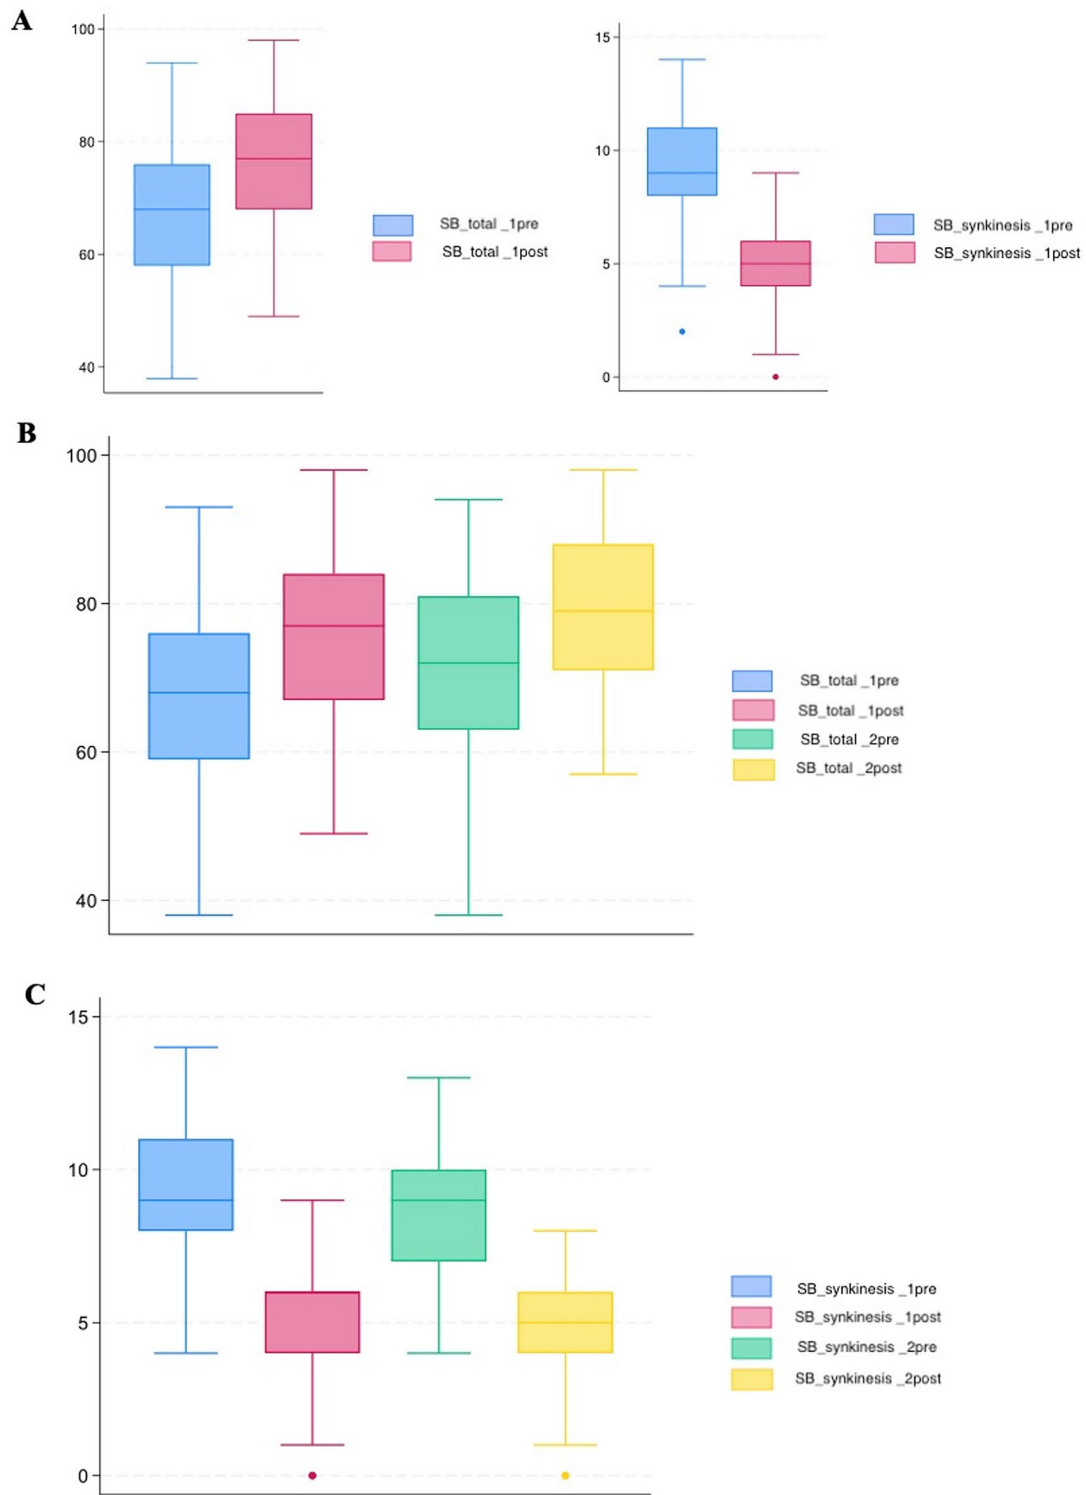 A
100
80
60
40
SB_total _1pre
SB_total _1post
15
10
5
0
SB_synkinesis _1pre
SB_synkinesis _1post
B
100
80
60
40
SB_total _1pre
SB_total _1post
SB_total _2pre
SB_total _2post
C
15
10
5
0
SB_synkinesis _1pre
SB_synkinesis _1post
SB_synkinesis _2pre
SB_synkinesis _2post